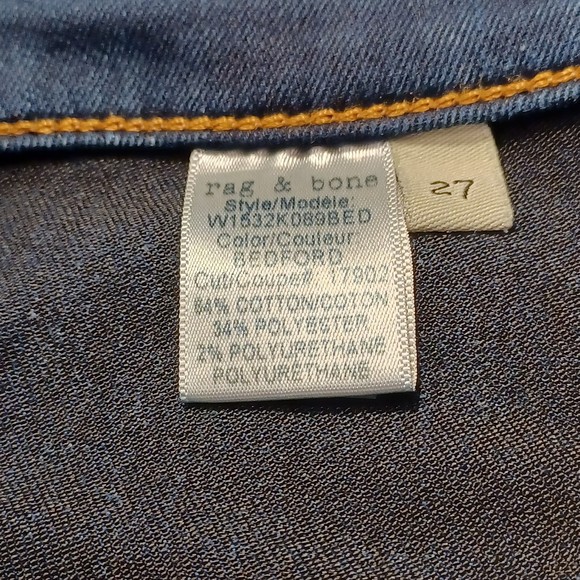 rag & bone
Style/Modèle:
W1532K089BED
Color/Couleur
BEDFORD
Cut/Coupe# 17902
64% COTTON/COTON
34% POLYESTER
2% POLYURETHANE
POLYURETHANE
27